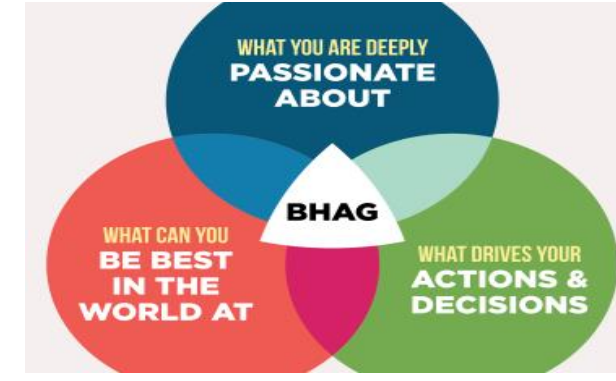 WHAT YOU ARE DEEPLY
PASSIONATE
ABOUT
BHAG
WHAT CAN YOU
BE BEST
IN THE
WORLD AT
WHAT DRIVES YOUR
ACTIONS &
DECISIONS